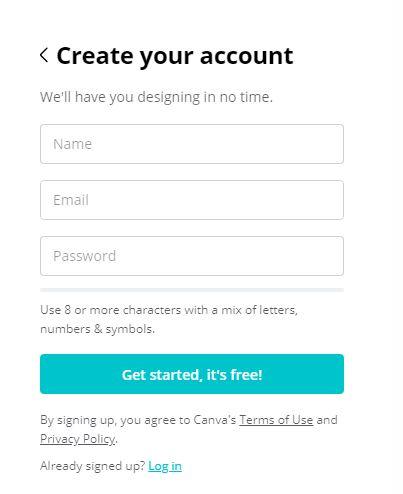 Create your account
We'll have you designing in no time.
Name
Email
Password
Use 8 or more characters with a mix of letters,
numbers & symbols.
Get started, it's free!
By signing up, you agree to Canva's Terms of Use and
Privacy Policy.
Already signed up? Log in